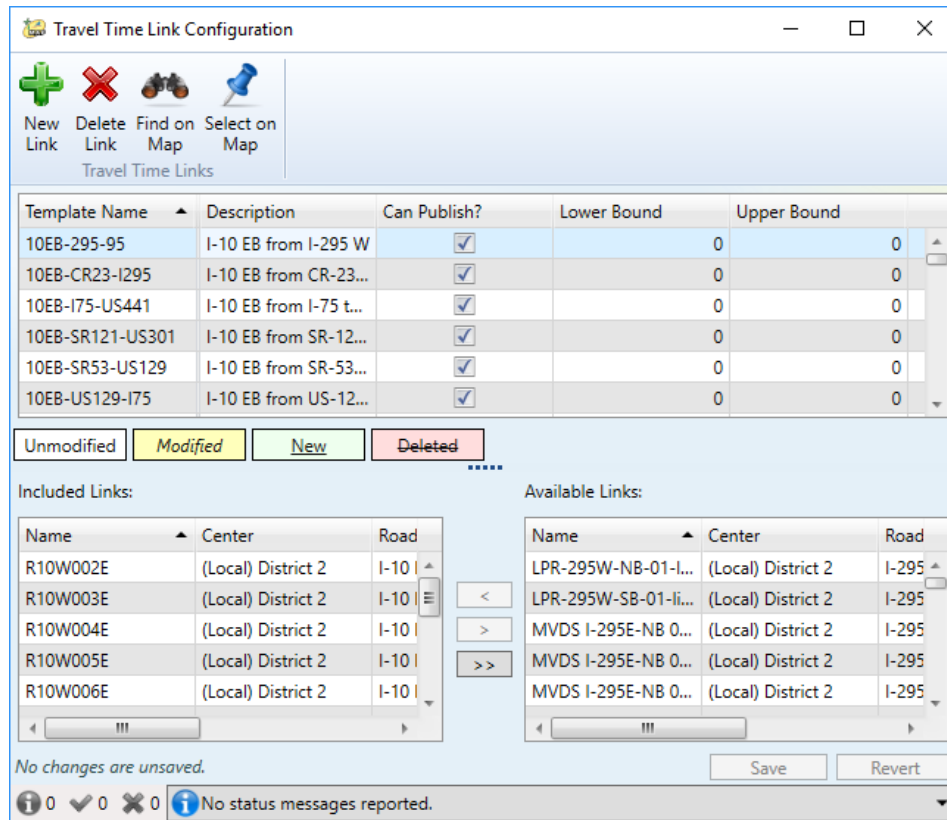 Travel Time Link Configuration
New Link Delete Link Find on Map Select on Map
Travel Time Links
Template Name Description Can Publish? Lower Bound Upper Bound
10EB-295-95 I-10 EB from I-295 W 0 0
10EB-CR23-I295 I-10 EB from CR-23... 0 0
10EB-I75-US441 I-10 EB from I-75 t... 0 0
10EB-SR121-US301 I-10 EB from SR-12... 0 0
10EB-SR53-US129 I-10 EB from SR-53... 0 0
10EB-US129-I75 I-10 EB from US-12... 0 0
Unmodified Modified New Deleted
Included Links: Available Links:
Name Center Road Name Center Road
R10W002E (Local) District 2 I-10 LPR-295W-NB-01-l... (Local) District 2 I-295
R10W003E (Local) District 2 I-10 LPR-295W-SB-01-li... (Local) District 2 I-295
R10W004E (Local) District 2 I-10 MVDS I-295E-NB 0... (Local) District 2 I-295
R10W005E (Local) District 2 I-10 MVDS I-295E-NB 0... (Local) District 2 I-295
R10W006E (Local) District 2 I-10 MVDS I-295E-NB 0... (Local) District 2 I-295
<
>
>>
No changes are unsaved. Save Revert
0 0 0 No status messages reported.